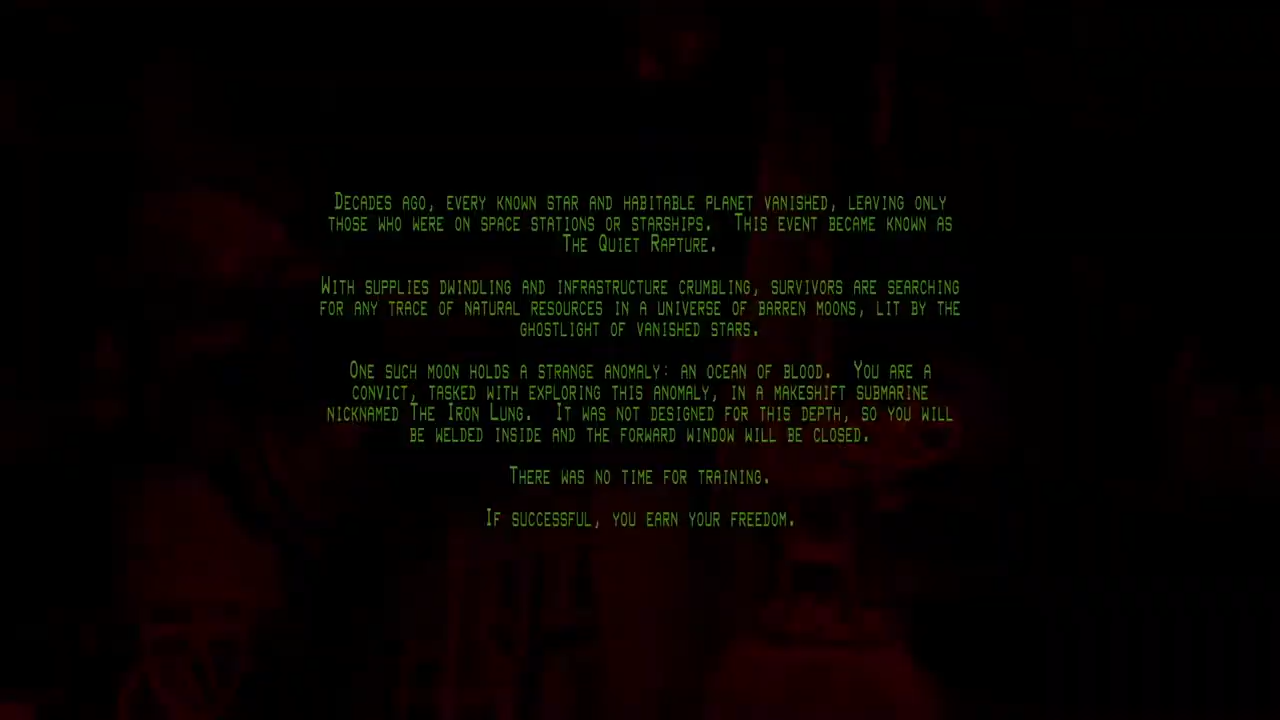 Decades ago, every known star and habitable planet vanished, leaving only
those who were on space stations or starships. This event became known as
The Quiet Rapture.
With supplies dwindling and infrastructure crumbling, survivors are searching
for any trace of natural resources in a universe of barren moons, lit by the
ghostlight of vanished stars.
One such moon holds a strange anomaly: an ocean of blood. You are a
convict, tasked with exploring this anomaly, in a makeshift submarine
nicknamed The Iron Lung. It was not designed for this depth, so you will
be welded inside and the forward window will be closed.
There was no time for training.
If successful, you earn your freedom.